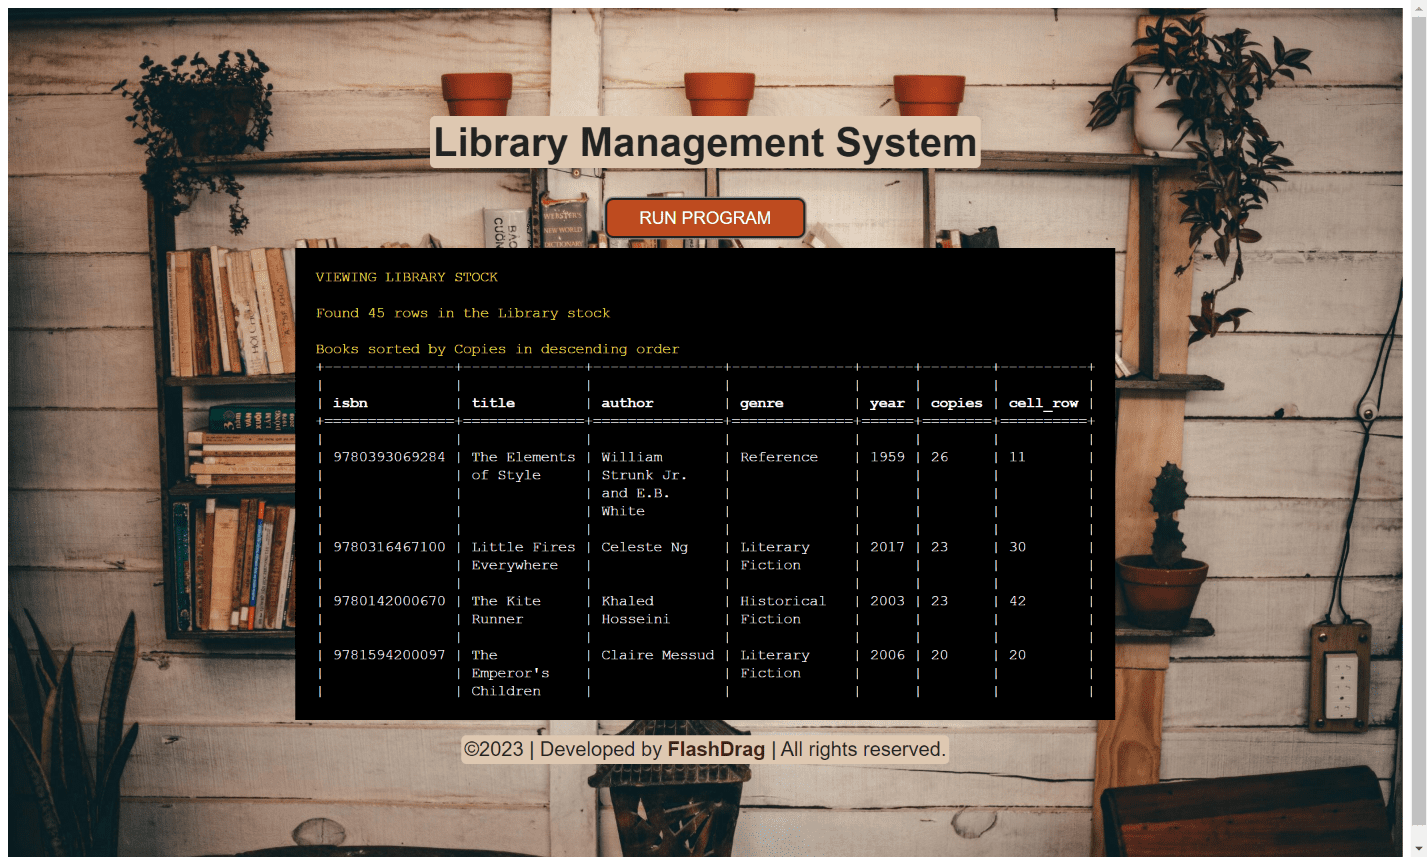 Library Management System
WEBSTER'S
NEW WORLD
DICTIONARY
RUN PROGRAM
VIEWING LIBRARY STOCK
Found 45 rows in the Library stock
Books sorted by Copies in descending order
isbn | title | author | genre | year | copies | cell_row
9780393069284 | The Elements | William | Reference | 1959 | 26 | 11
of Style | Strunk Jr.
and E.B.
White
9780316467100 | Little Fires | Celeste Ng | Literary | 2017 | 23 | 30
Everywhere | Fiction
9780142000670 | The Kite | Khaled | Historical | 2003 | 23 | 42
Runner | Hosseini | Fiction
9781594200097 | The | Claire Messud | Literary | 2006 | 20 | 20
Emperor's | Fiction
Children
©2023 | Developed by FlashDrag | All rights reserved.